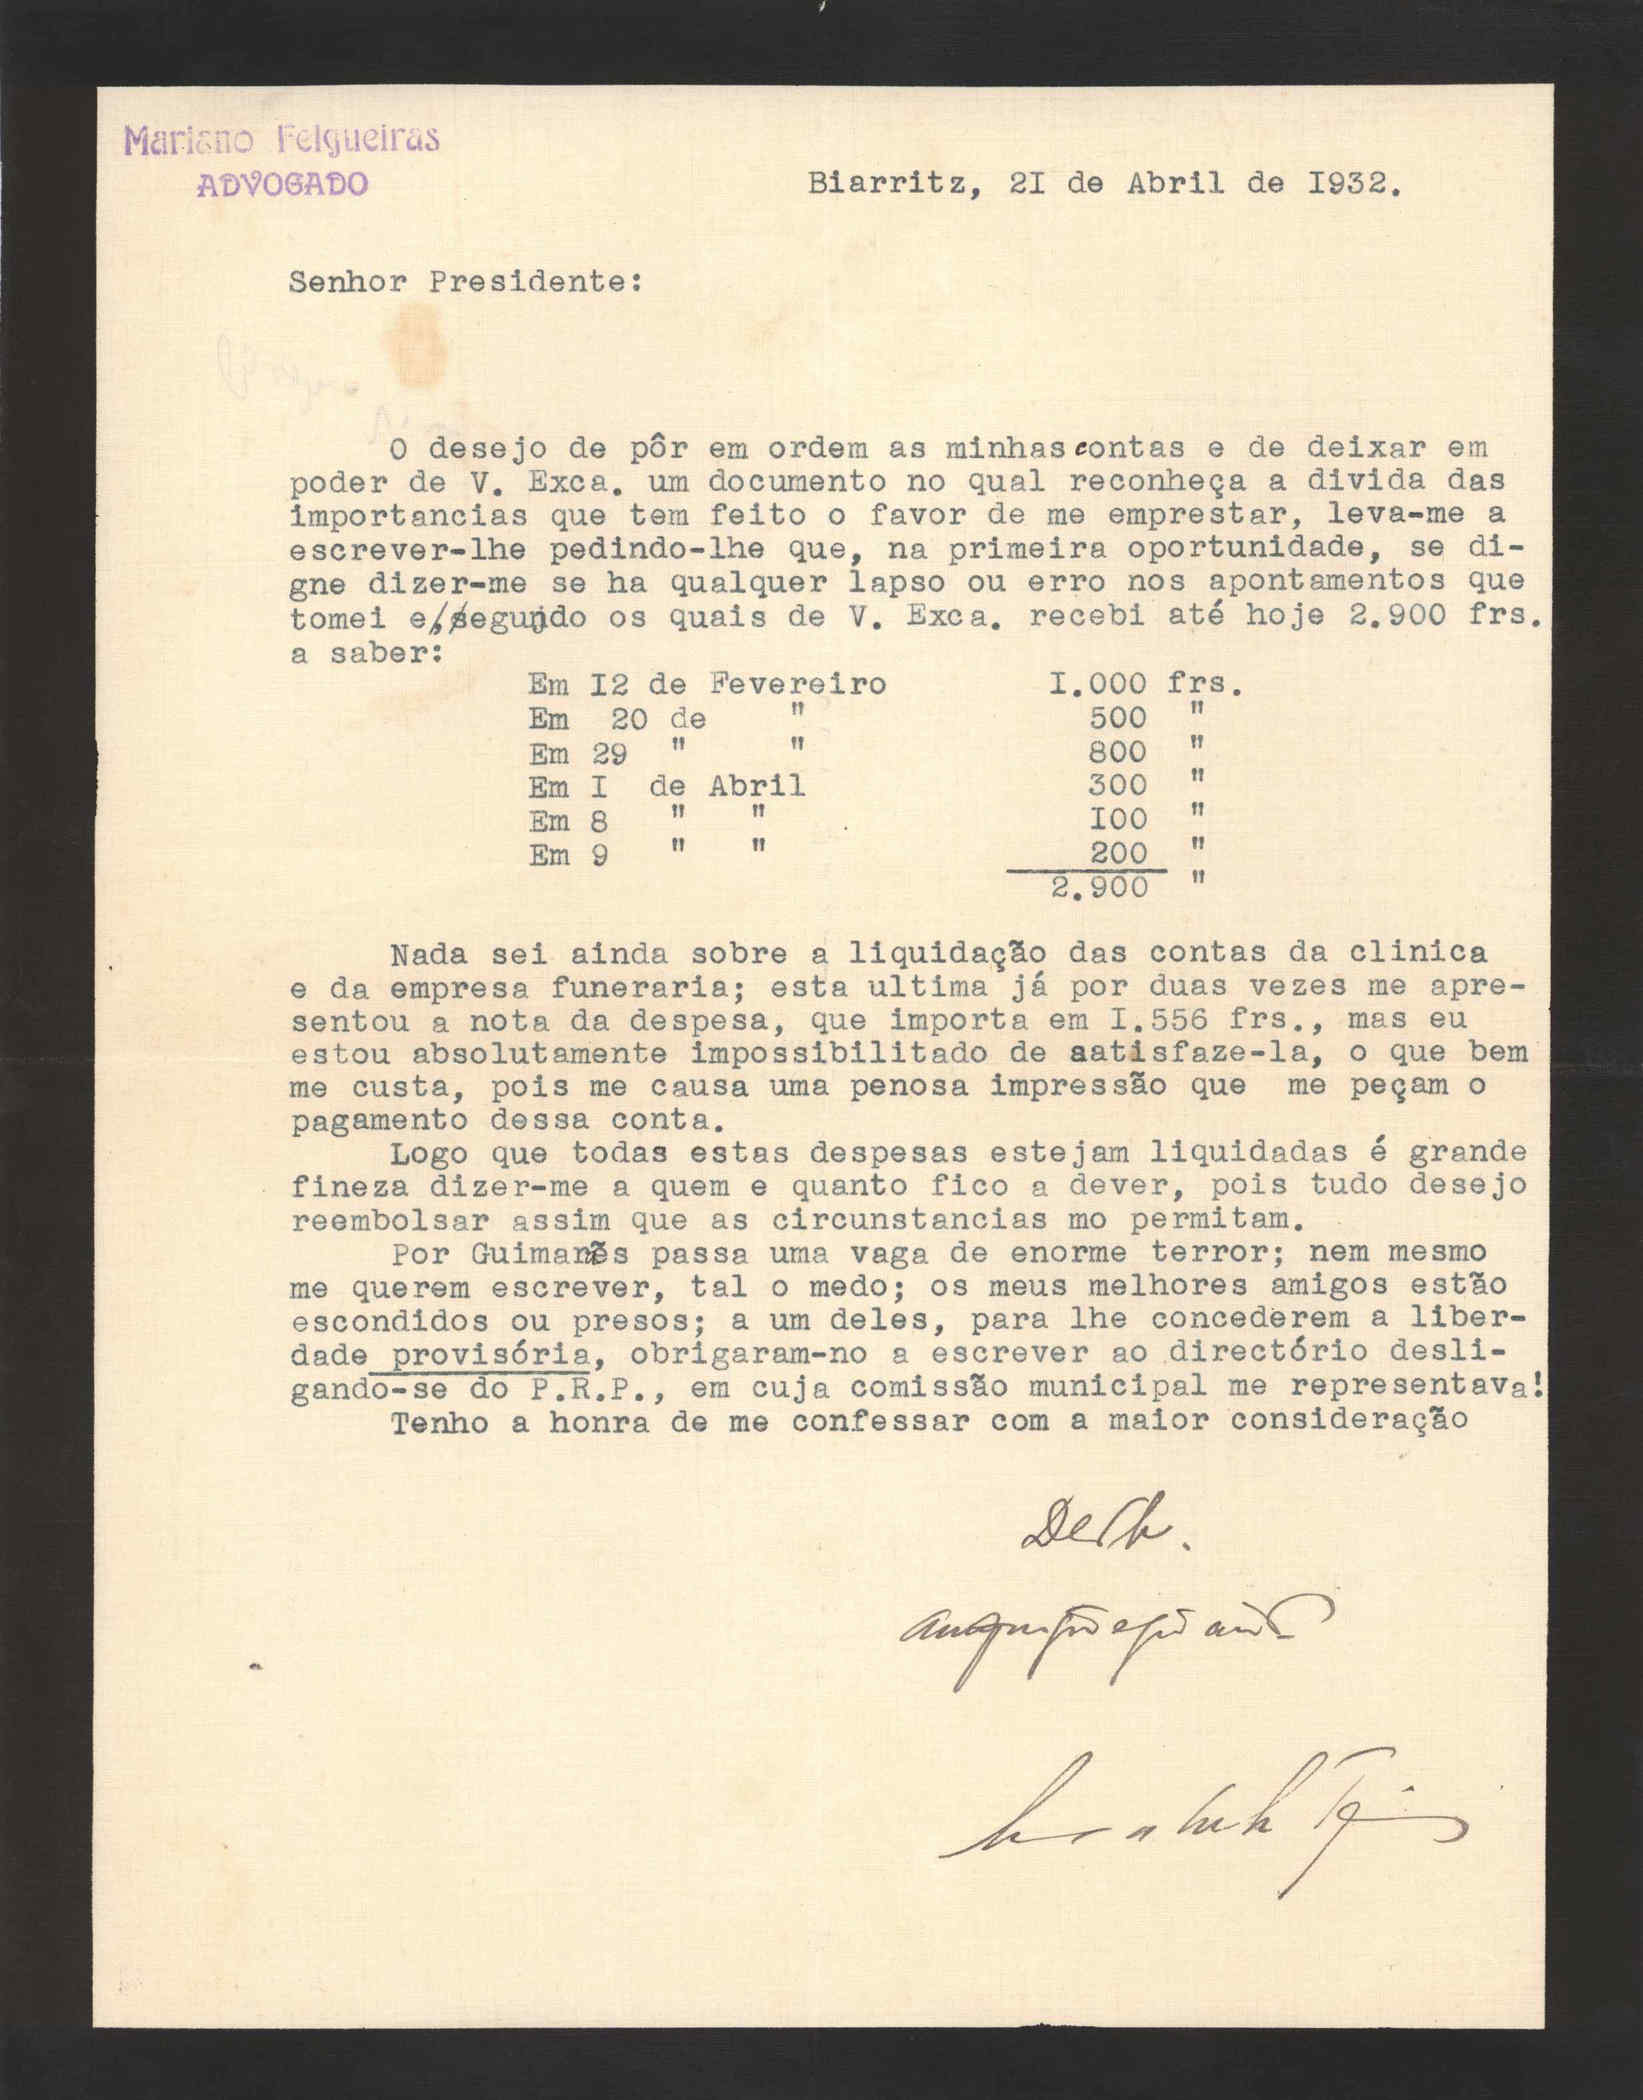 Mariano Felgueiras
ADVOGADO
Biarritz, 2I de Abril de I932.
Senhor Presidente:
O desejo de pôr em ordem as minhas contas e de deixar em
poder de V. Exca. um documento no qual reconheça a divida das
importancias que tem feito o favor de me emprestar, leva-me a
escrever-lhe pedindo-lhe que, na primeira oportunidade, se di-
gne dizer-me se ha qualquer lapso ou erro nos apontamentos que
tomei e segundo os quais de V. Exca. recebi até hoje 2.900 frs.
a saber:
Em I2 de Fevereiro I.000 frs.
Em 20 de " 500 "
Em 29 " " 800 "
Em I de Abril 300 "
Em 8 " " I00 "
Em 9 " " 200 "
2.900 "
Nada sei ainda sobre a liquidação das contas da clinica
e da empresa funeraria; esta ultima já por duas vezes me apre-
sentou a nota da despesa, que importa em I.556 frs., mas eu
estou absolutamente impossibilitado de satisfaze-la, o que bem
me custa, pois me causa uma penosa impressão que me peçam o
pagamento dessa conta.
Logo que todas estas despesas estejam liquidadas é grande
fineza dizer-me a quem e quanto fico a dever, pois tudo desejo
reembolsar assim que as circunstancias mo permitam.
Por Guimarães passa uma vaga de enorme terror; nem mesmo
me querem escrever, tal o medo; os meus melhores amigos estão
escondidos ou presos; a um deles, para lhe concederem a liber-
dade provisória, obrigaram-no a escrever ao directório desli-
gando-se do P.R.P., em cuja comissão municipal me representava!
Tenho a honra de me confessar com a maior consideração